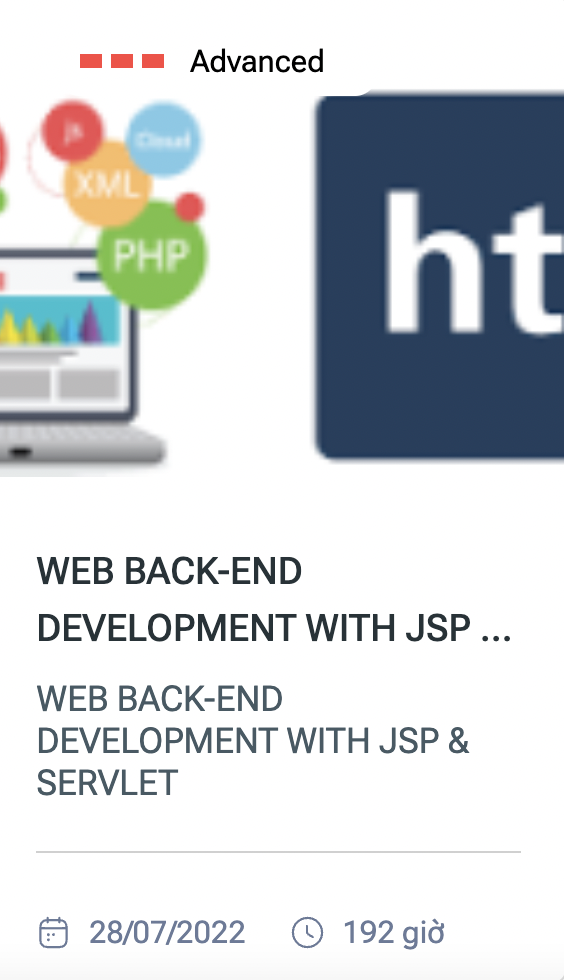 Advanced
js
Cloud
XML
PHP
ht
WEB BACK-END
DEVELOPMENT WITH JSP ...
WEB BACK-END
DEVELOPMENT WITH JSP &
SERVLET
28/07/2022 192 giờ